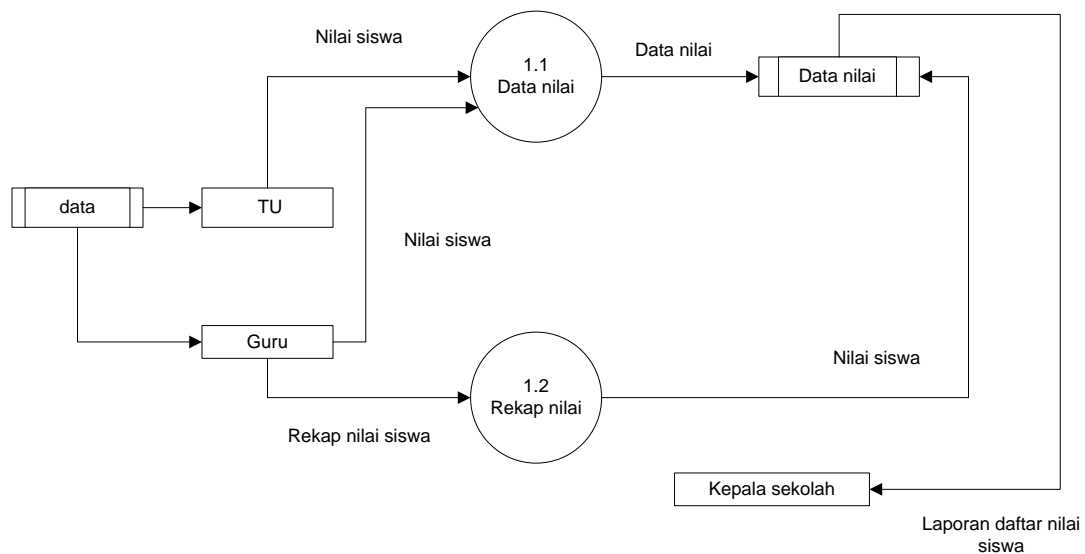 Nilai siswa
1.1
Data nilai
Data nilai
Data nilai
data
TU
Nilai siswa
Guru
Nilai siswa
1.2
Rekap nilai
Rekap nilai siswa
Kepala sekolah
Laporan daftar nilai
siswa